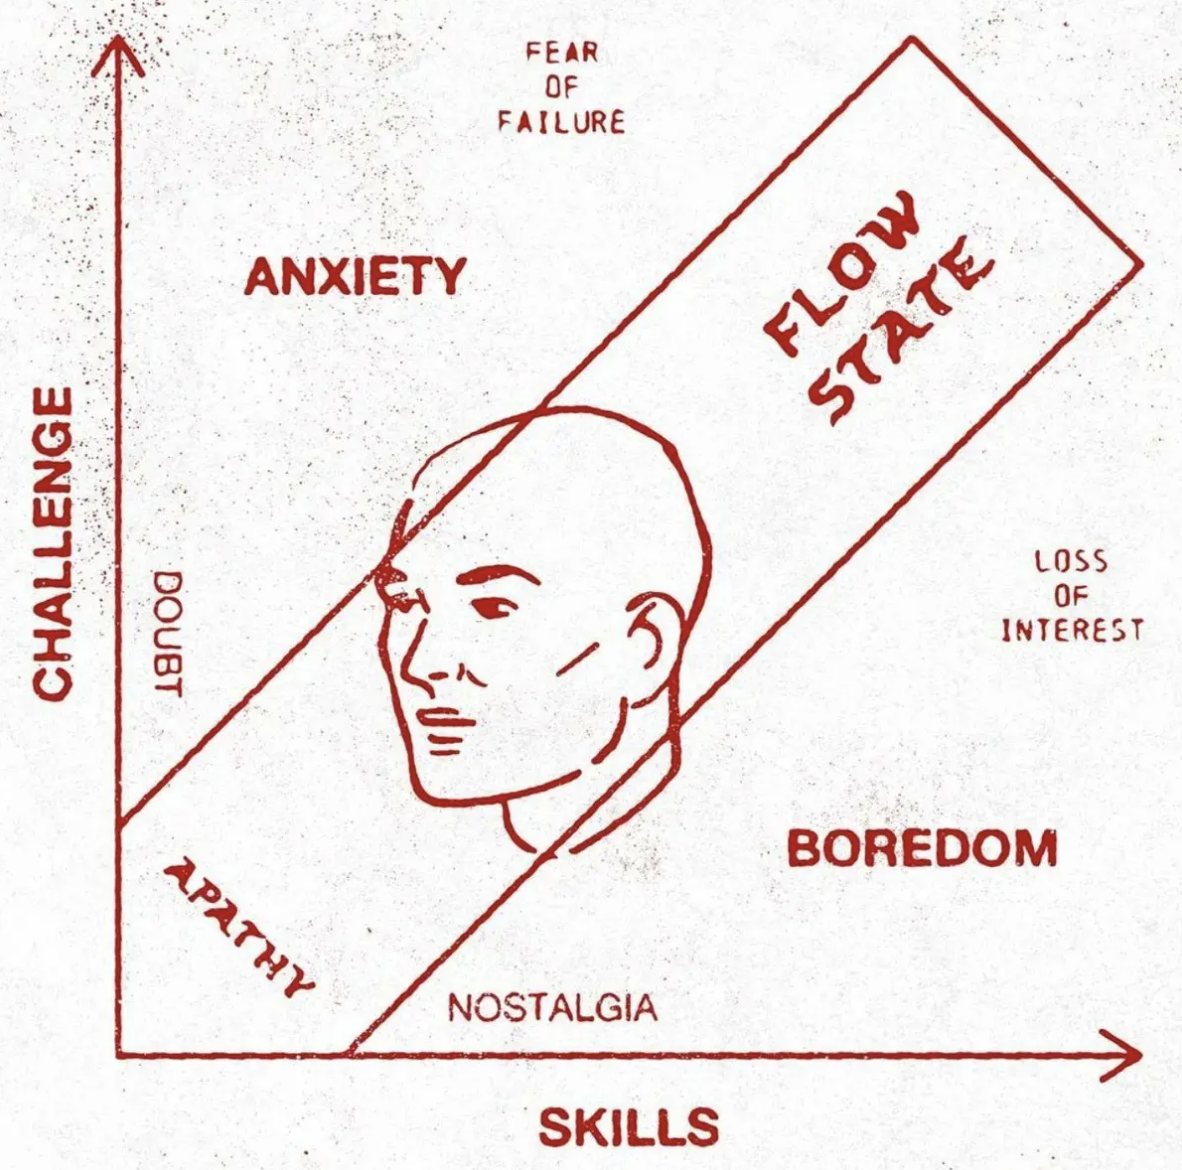 FEAR
OF
FAILURE
FLOW
STATE
ANXIETY
CHALLENGE
DOUBT
LOSS
OF
INTEREST
BOREDOM
APATHY
NOSTALGIA
SKILLS